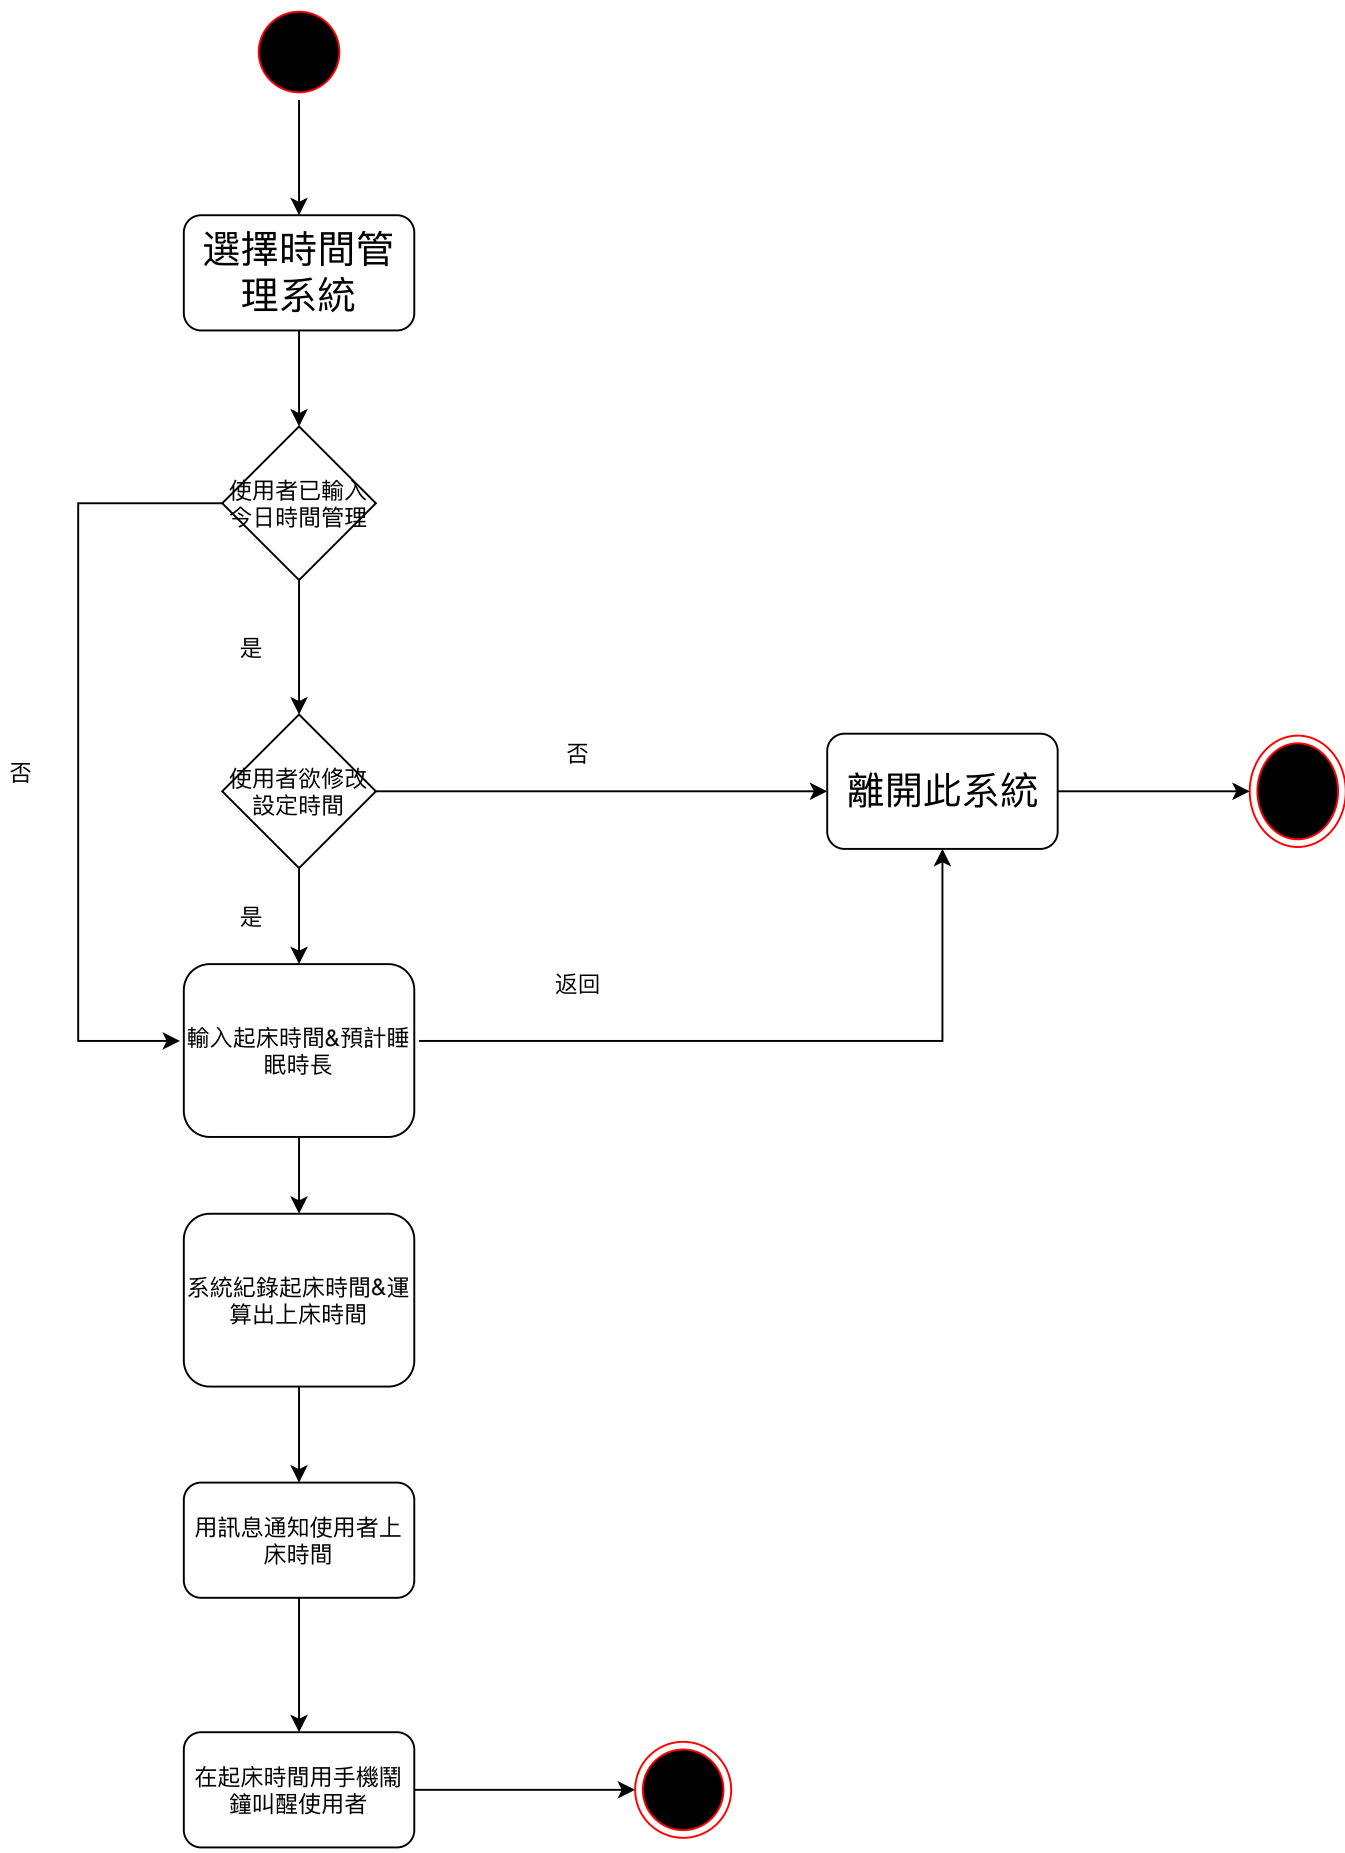 選擇時間管
理系統
使用者已輸入
今日時間管理
是
否
使用者欲修改
設定時間
否
離開此系統
是
返回
輸入起床時間&預計睡
眠時長
系統紀錄起床時間&運
算出上床時間
用訊息通知使用者上
床時間
在起床時間用手機鬧
鐘叫醒使用者